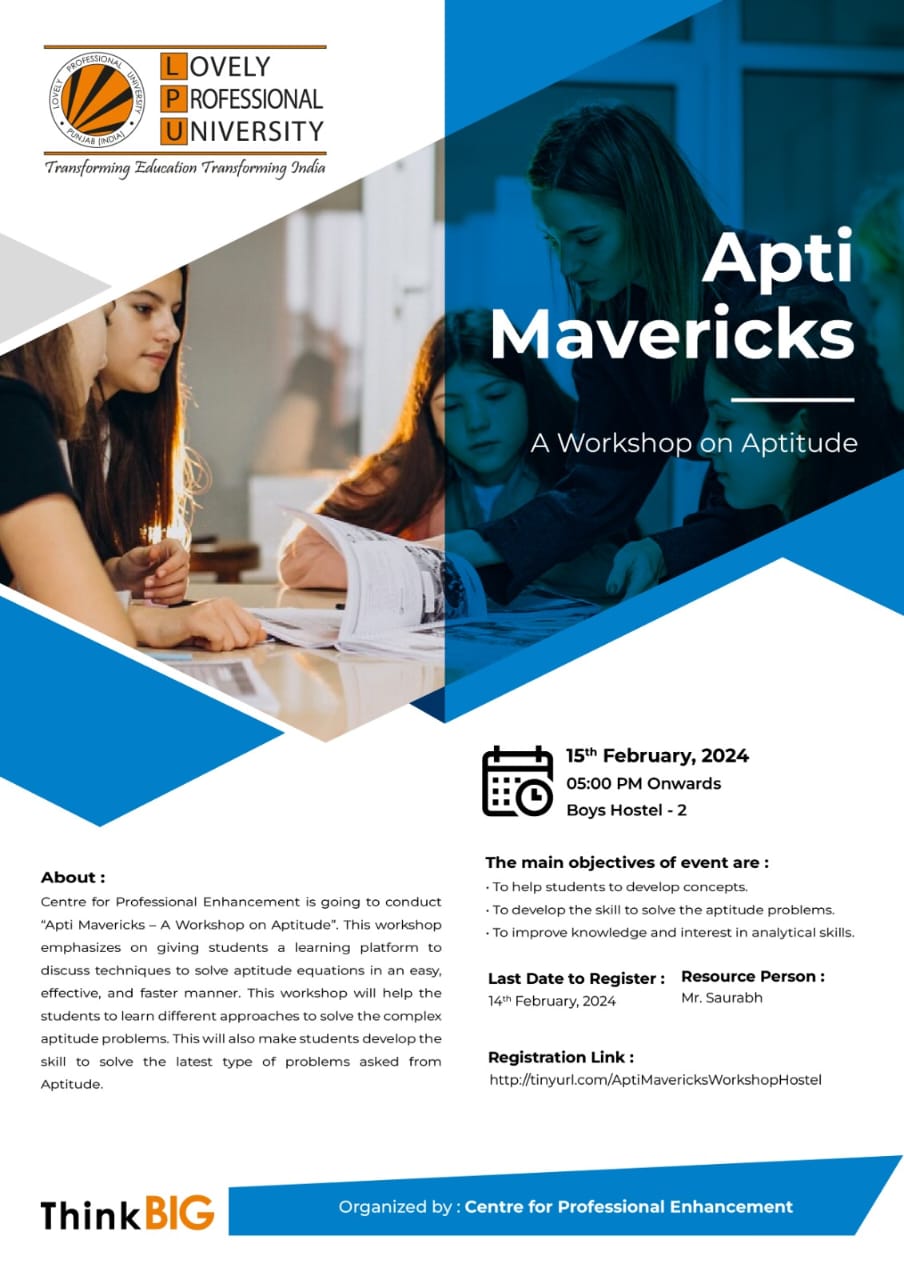 LOVELY PROFESSIONAL UNIVERSITY
PUNJAB (INDIA)
LOVELY
PROFESSIONAL
UNIVERSITY
Transforming Education Transforming India
Apti
Mavericks
A Workshop on Aptitude
15th February, 2024
05:00 PM Onwards
Boys Hostel - 2
About :
Centre for Professional Enhancement is going to conduct
“Apti Mavericks – A Workshop on Aptitude”. This workshop
emphasizes on giving students a learning platform to
discuss techniques to solve aptitude equations in an easy,
effective, and faster manner. This workshop will help the
students to learn different approaches to solve the complex
aptitude problems. This will also make students develop the
skill to solve the latest type of problems asked from
Aptitude.
The main objectives of event are :
• To help students to develop concepts.
• To develop the skill to solve the aptitude problems.
• To improve knowledge and interest in analytical skills.
Last Date to Register :
14th February, 2024
Resource Person :
Mr. Saurabh
Registration Link :
http://tinyurl.com/AptiMavericksWorkshopHostel
ThinkBIG
Organized by : Centre for Professional Enhancement